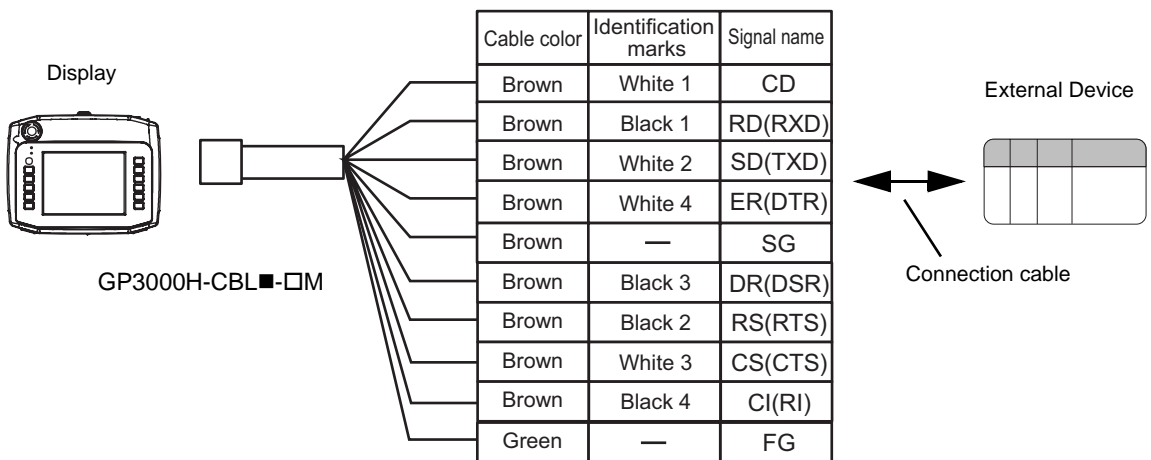 Display
GP3000H-CBL■-□M
Cable color Identification marks Signal name
Brown White 1 CD
Brown Black 1 RD(RXD)
Brown White 2 SD(TXD)
Brown White 4 ER(DTR)
Brown — SG
Brown Black 3 DR(DSR)
Brown Black 2 RS(RTS)
Brown White 3 CS(CTS)
Brown Black 4 CI(RI)
Green — FG
External Device
Connection cable